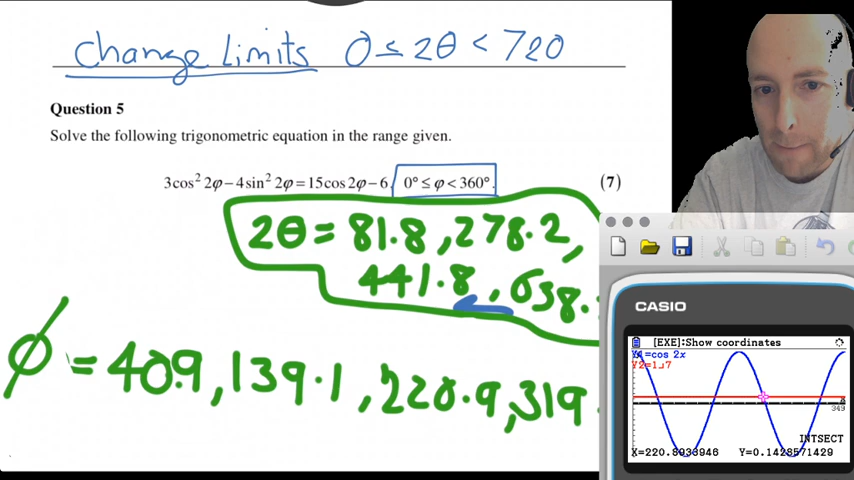 Change Limits 0 ≤ 2θ < 720
Question 5
Solve the following trigonometric equation in the range given.
3cos² 2φ – 4sin² 2φ = 15cos 2φ – 6, 0° ≤ φ < 360°. (7)
2θ = 81.8, 278.2,
441.8, 638.
ϕ = 40.9, 139.1, 220.9, 319
CASIO
[EXE]:Show coordinates
Y1=cos 2x
Y2=1⌟7
349
INTSECT
X=220.8933946 Y=0.1428571429